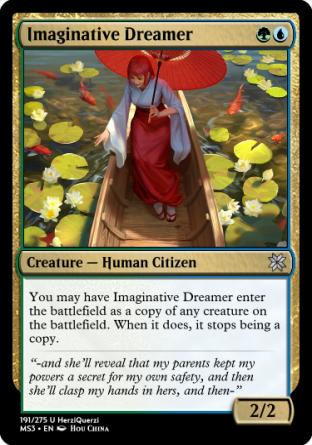 Imaginative Dreamer
Creature — Human Citizen
You may have Imaginative Dreamer enter
the battlefield as a copy of any creature on
the battlefield. When it does, it stops being a
copy.
“-and she’ll reveal that my parents kept my
powers a secret for my own safety, and then
she’ll clasp my hands in hers, and then-”
2/2
191/275 U HerziQuerzi
MS3 • EN Hou China